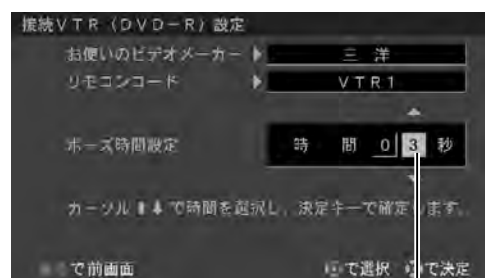 接続VTR(DVD-R)設定
お使いのビデオメーカー ▶ 三 洋
リモコンコード ▶ VTR1
ポーズ時間設定 時 間 0 3 秒
カーソル⬆⬇で時間を選択し、決定キーで確定します。
で前画面 で選択 で決定